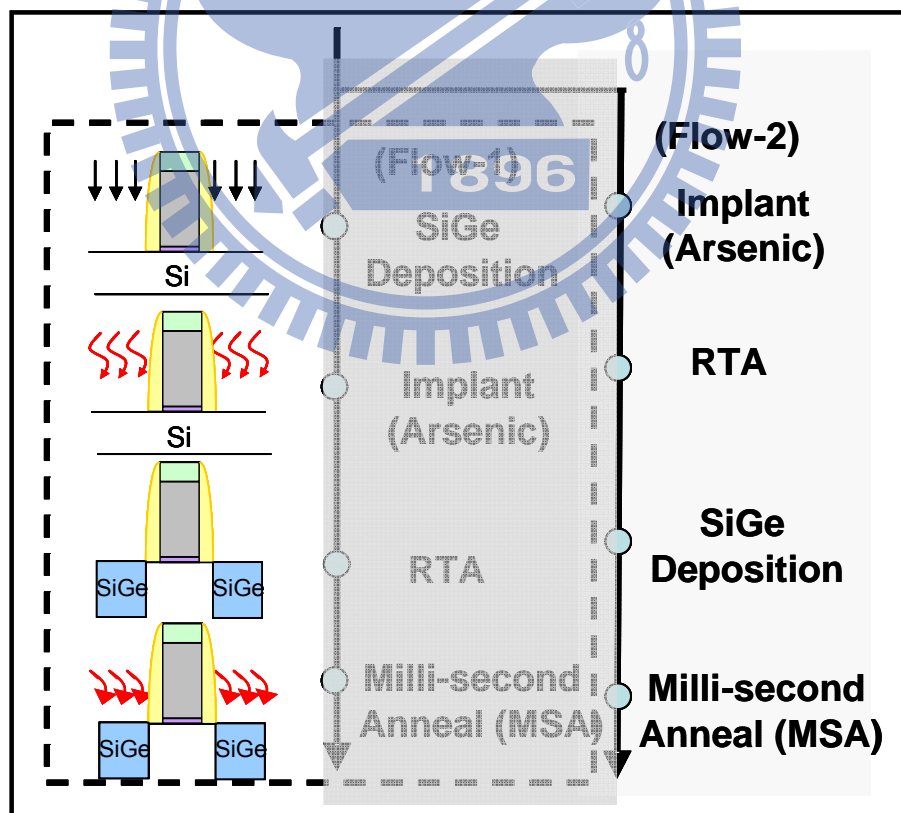 (Flow-1)
1896
SiGe
Deposition
Implant
(Arsenic)
RTA
Milli-second
Anneal (MSA)
(Flow-2)
Implant
(Arsenic)
RTA
SiGe
Deposition
Milli-second
Anneal (MSA)
Si
Si
SiGe
SiGe
SiGe
SiGe
8